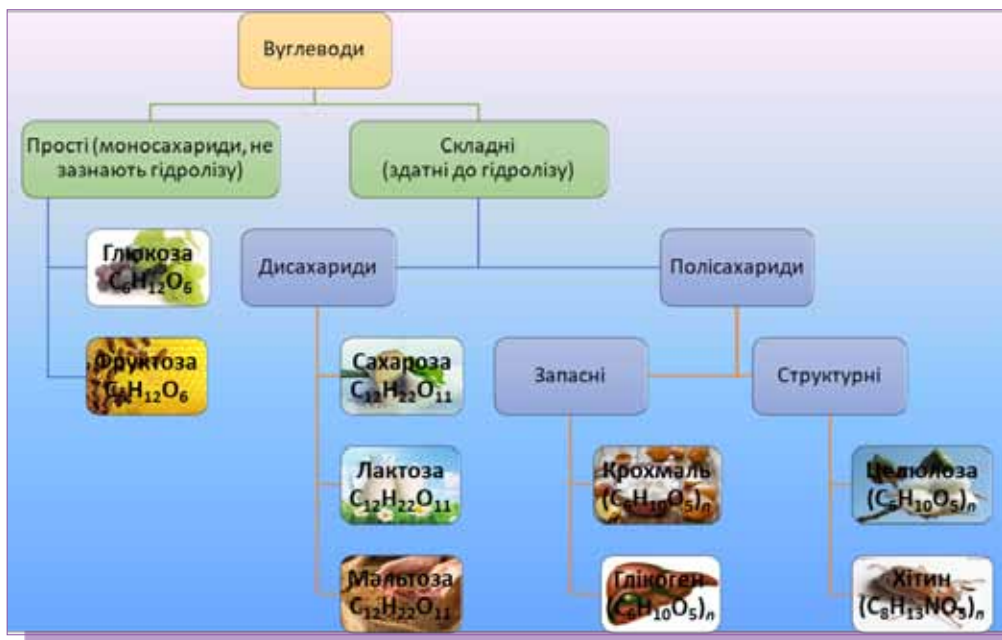 Вуглеводи
Прості (моносахариди, не
зазнають гідролізу)
Складні
(здатні до гідролізу)
Глюкоза
C₆H₁₂O₆
Дисахариди
Полісахариди
Фруктоза
C₆H₁₂O₆
Сахароза
C₁₂H₂₂O₁₁
Запасні
Структурні
Лактоза
C₁₂H₂₂O₁₁
Крохмаль
(C₆H₁₀O₅)ₙ
Целюлоза
(C₆H₁₀O₅)ₙ
Мальтоза
C₁₂H₂₂O₁₁
Глікоген
(C₆H₁₀O₅)ₙ
Хітин
(C₈H₁₃NO₅)ₙ